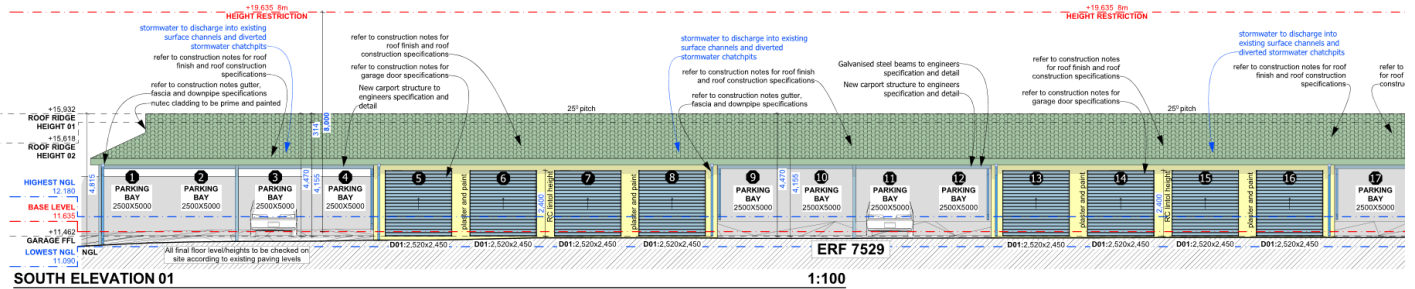 +19.635 8m
HEIGHT RESTRICTION
+19.635 8m
HEIGHT RESTRICTION
stormwater to discharge into existing
surface channels and diverted
stormwater chatchpits
refer to construction notes for roof
finish and roof construction
specifications
refer to construction notes gutter,
fascia and downpipe specifications
nutec cladding to be prime and painted
refer to construction notes for
roof finish and roof
construction specifications
refer to construction notes for
garage door specifications
New carport structure to
engineers specification and
detail
stormwater to discharge into existing
surface channels and diverted
stormwater chatchpits
refer to construction notes for roof finish
and roof construction specifications
refer to construction notes gutter,
fascia and downpipe specifications
Galvanised steel beams to engineers
specification and detail
New carport structure to engineers
specification and detail
refer to construction notes
for roof finish and roof
construction specifications
refer to construction notes for
garage door specifications
stormwater to discharge into
existing surface channels and
diverted stormwater chatchpits
refer to construction notes for roof
finish and roof construction
specifications
refer to
for ro
constru
25° pitch
25° pitch
+15.932
ROOF RIDGE
HEIGHT 01
+15.618
ROOF RIDGE
HEIGHT 02
HIGHEST NGL
12.180
BASE LEVEL
11.635
+11.462
GARAGE FFL
LOWEST NGL
11.090
NGL
314
8,000
4,815
4,470
4,155
4,470
4,155
1
PARKING
BAY
2500X5000
2
PARKING
BAY
2500X5000
3
PARKING
BAY
2500X5000
4
PARKING
BAY
2500X5000
5
6
7
8
9
PARKING
BAY
2500X5000
10
PARKING
BAY
2500X5000
11
PARKING
BAY
2500X5000
12
PARKING
BAY
2500X5000
13
14
15
16
17
PARKING
BAY
2500X5000
plaster and paint
2,400
RC lintol height
plaster and paint
plaster and paint
2,400
RC lintol height
plaster and paint
D01:2,520x2,450
D01:2,520x2,450
D01:2,520x2,450
D01:2,520x2,450
D01:2,520x2,450
D01:2,520x2,450
D01:2,520x2,450
D01:2,520x2,450
All final floor level/heights to be checked on
site according to existing paving levels
ERF 7529
SOUTH ELEVATION 01
1:100